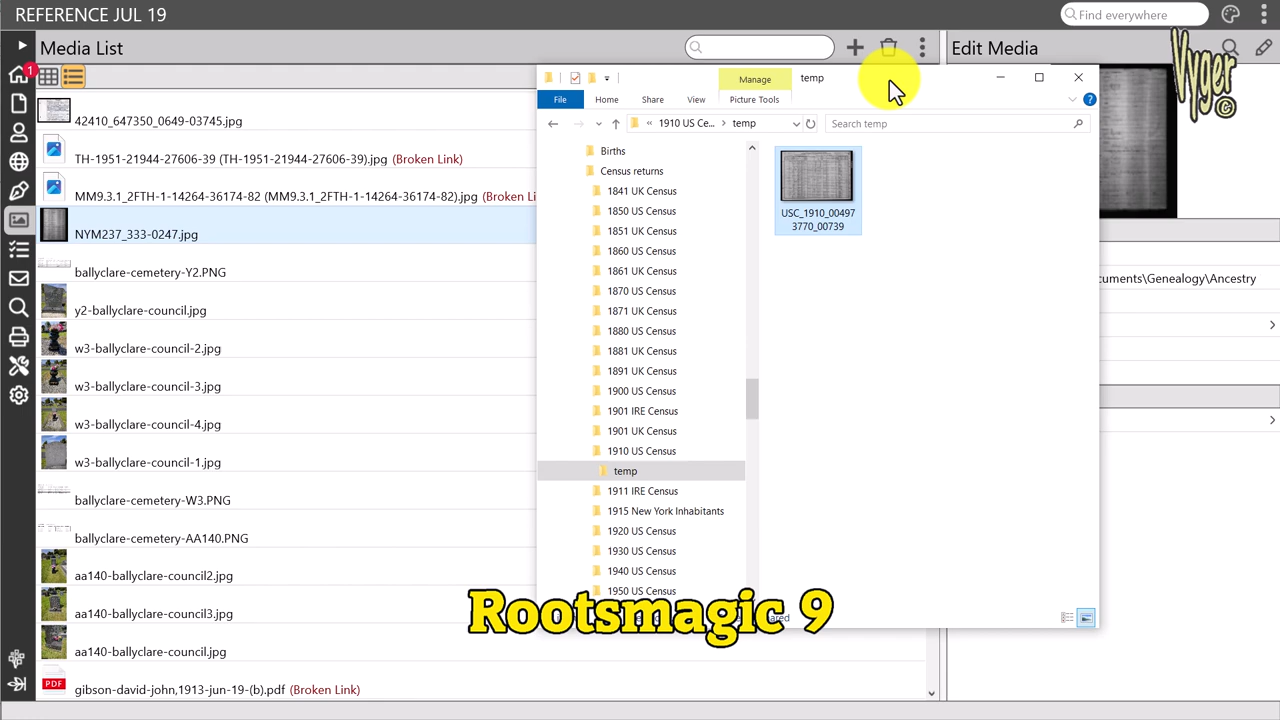 REFERENCE JUL 19
Find everywhere
Media List
Edit Media
Vyger ©
1
Manage
temp
File
Home
Share
View
Picture Tools
« 1910 US Ce... > temp
Search temp
42410_647350_0649-03745.jpg
TH-1951-21944-27606-39 (TH-1951-21944-27606-39).jpg (Broken Link)
MM9.3.1_2FTH-1-14264-36174-82 (MM9.3.1_2FTH-1-14264-36174-82).jpg (Broken Li
NYM237_333-0247.jpg
ballyclare-cemetery-Y2.PNG
y2-ballyclare-council.jpg
w3-ballyclare-council-2.jpg
w3-ballyclare-council-3.jpg
w3-ballyclare-council-4.jpg
w3-ballyclare-council-1.jpg
ballyclare-cemetery-W3.PNG
ballyclare-cemetery-AA140.PNG
aa140-ballyclare-council2.jpg
aa140-ballyclare-council3.jpg
aa140-ballyclare-council.jpg
PDF
gibson-david-john,1913-jun-19-(b).pdf (Broken Link)
Births
Census returns
1841 UK Census
1850 US Census
1851 UK Census
1860 US Census
1861 UK Census
1870 US Census
1871 UK Census
1880 US Census
1881 UK Census
1891 UK Census
1900 US Census
1901 IRE Census
1901 UK Census
1910 US Census
temp
1911 IRE Census
1915 New York Inhabitants
1920 US Census
1930 US Census
1940 US Census
1950 US Census
USC_1910_00497
3770_00739
cuments\Genealogy\Ancestry
Rootsmagic 9